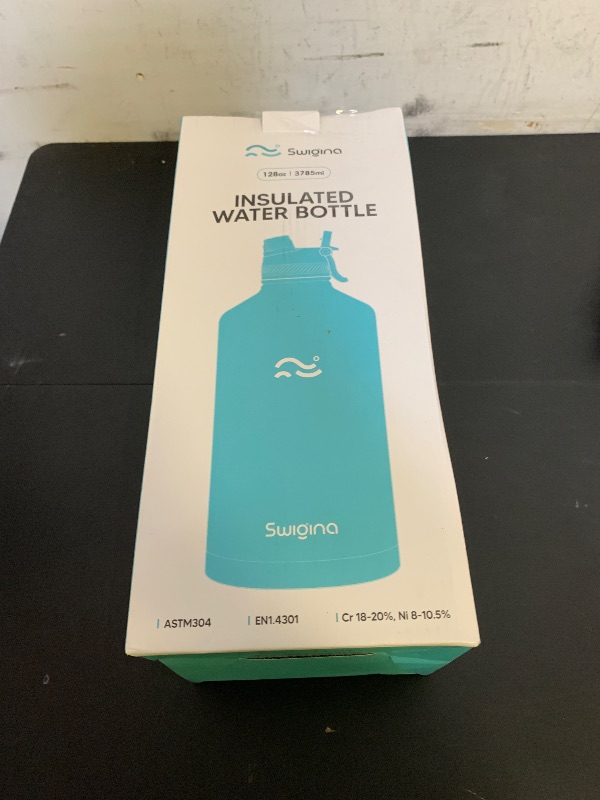 Swigina
128oz | 3785ml
INSULATED
WATER BOTTLE
Swigina
ASTM304
EN1.4301
Cr 18-20%, Ni 8-10.5%